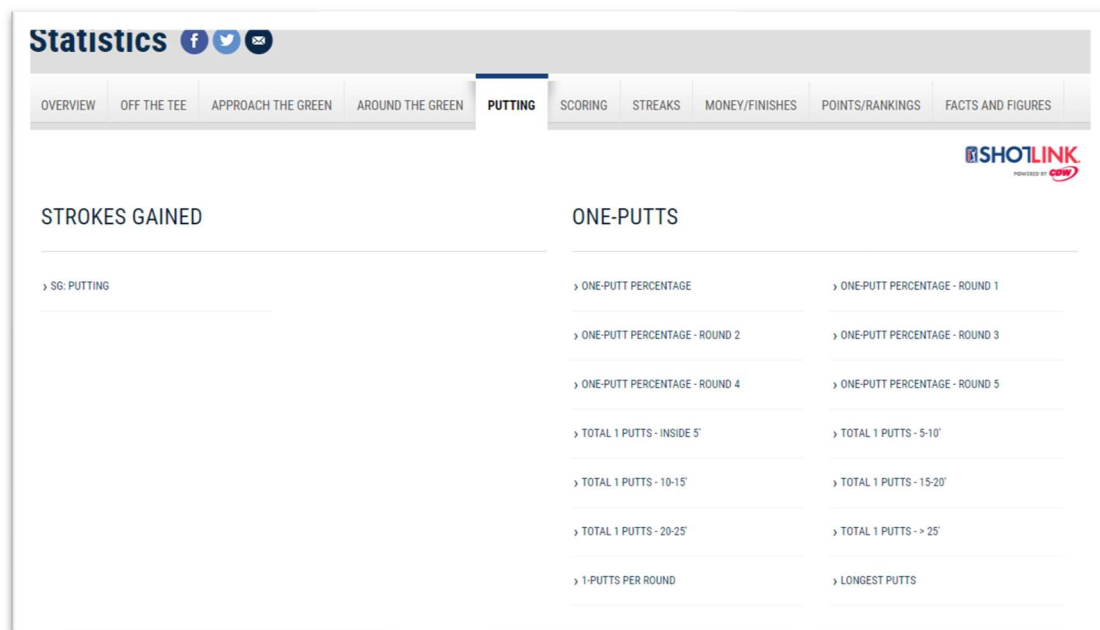 Statistics
OVERVIEW OFF THE TEE APPROACH THE GREEN AROUND THE GREEN PUTTING SCORING STREAKS MONEY/FINISHES POINTS/RANKINGS FACTS AND FIGURES
SHOTLINK
POWERED BY CDW
STROKES GAINED ONE-PUTTS
› SG: PUTTING › ONE-PUTT PERCENTAGE › ONE-PUTT PERCENTAGE - ROUND 1
› ONE-PUTT PERCENTAGE - ROUND 2 › ONE-PUTT PERCENTAGE - ROUND 3
› ONE-PUTT PERCENTAGE - ROUND 4 › ONE-PUTT PERCENTAGE - ROUND 5
› TOTAL 1 PUTTS - INSIDE 5' › TOTAL 1 PUTTS - 5-10'
› TOTAL 1 PUTTS - 10-15' › TOTAL 1 PUTTS - 15-20'
› TOTAL 1 PUTTS - 20-25' › TOTAL 1 PUTTS - > 25'
› 1-PUTTS PER ROUND › LONGEST PUTTS